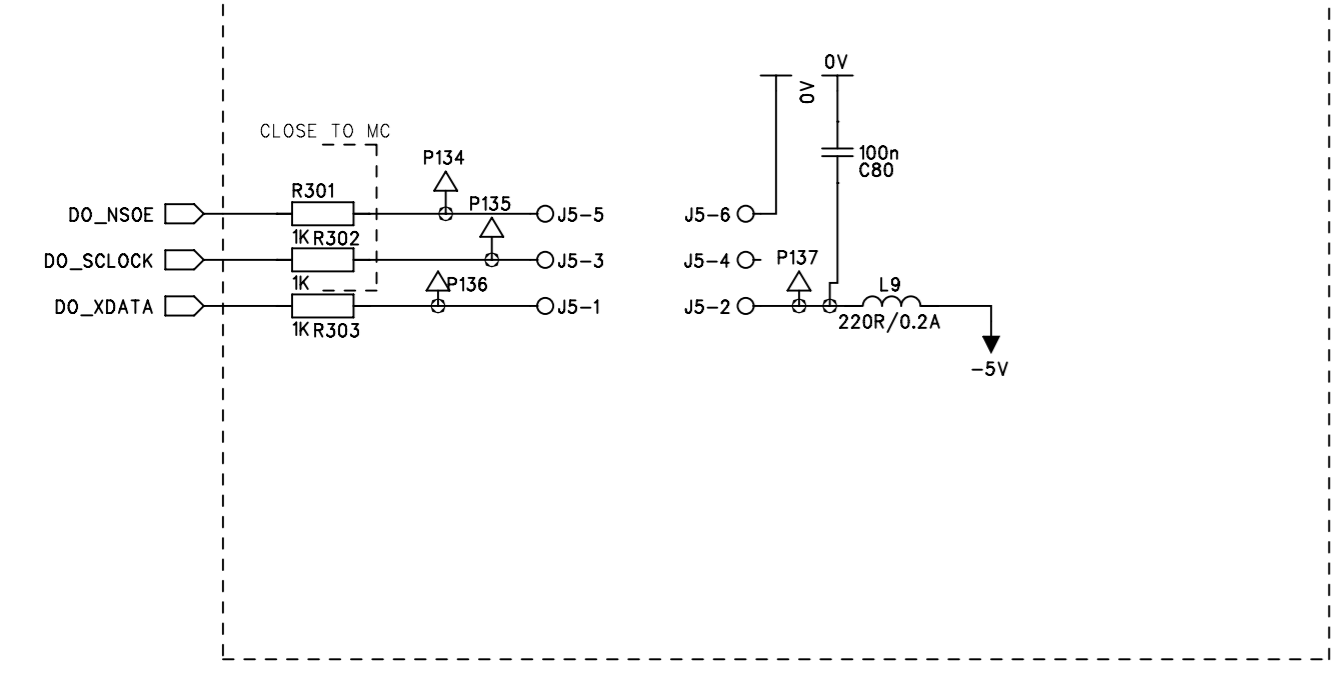 0V
0V
CLOSE TO MC
100n
C80
P134
R301
P135
DO_NSOE
J5-5
J5-6
1K
R302
DO_SCLOCK
J5-3
J5-4
P137
1K
P136
L9
DO_XDATA
J5-1
J5-2
1K
R303
220R/0.2A
-5V